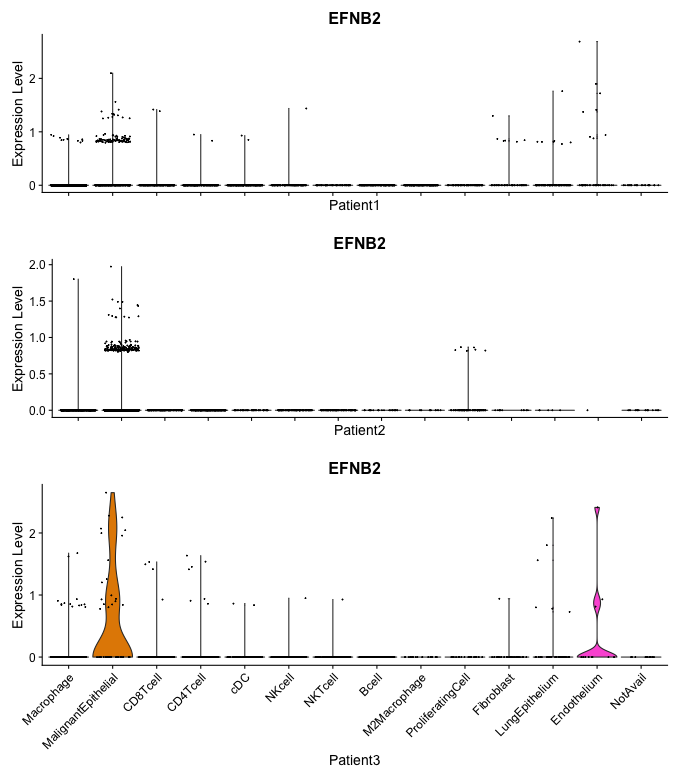 EFNB2
Expression Level
2
1
0
Patient1
EFNB2
Expression Level
2.0
1.5
1.0
0.5
0.0
Patient2
EFNB2
Expression Level
2
1
0
Macrophage
MalignantEpithelial
CD8Tcell
CD4Tcell
cDC
NKcell
NKTcell
Bcell
M2Macrophage
ProliferatingCell
Fibroblast
LungEpithelium
Endothelium
NotAvail
Patient3